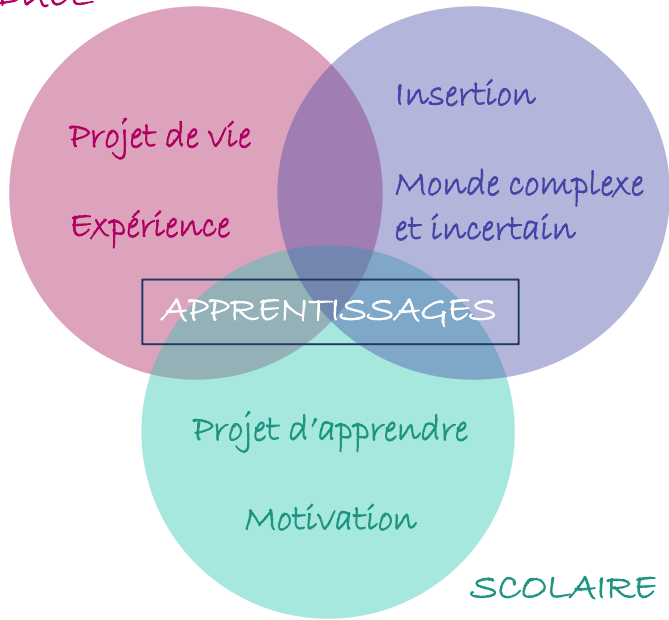 Insertion
Projet de vie
Monde complexe
et incertain
Expérience
APPRENTISSAGES
Projet d'apprendre
Motivation
SCOLAIRE